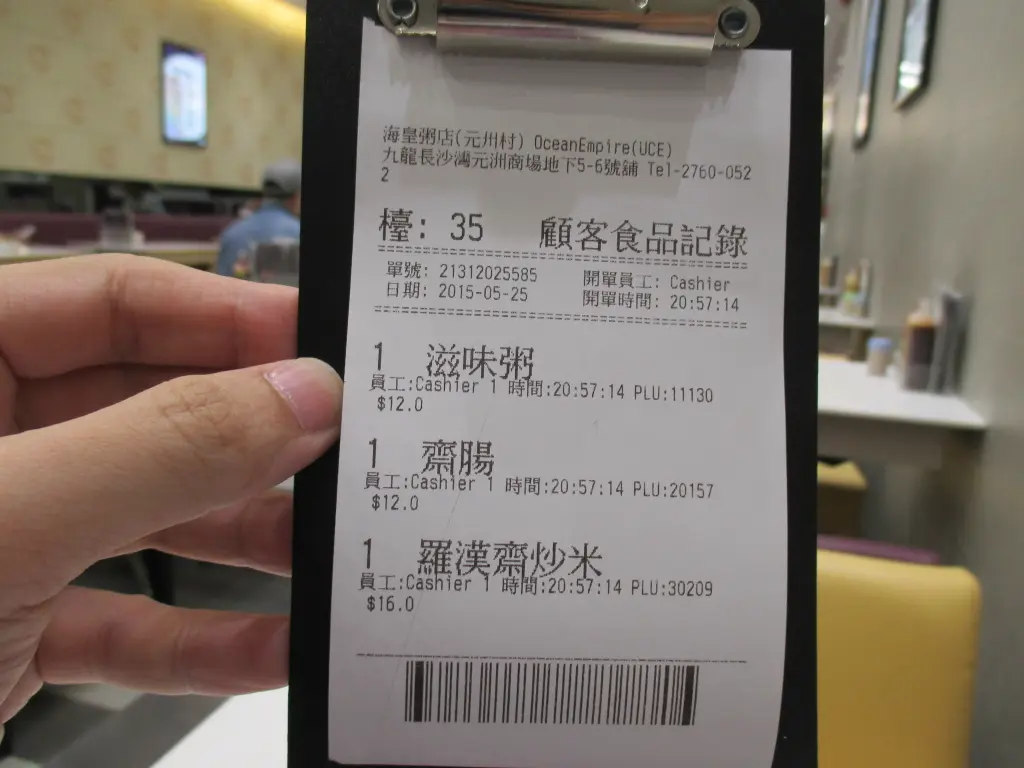 海皇粥店(元州村) OceanEmpire(UCE)
九龍長沙灣元洲商場地下5-6號舖 Tel-2760-052
2
檯: 35 顧客食品記錄
單號: 21312025585 開單員工: Cashier
日期: 2015-05-25 開單時間: 20:57:14
1 滋味粥
員工:Cashier 1 時間:20:57:14 PLU:11130
$12.0
1 齋腸
員工:Cashier 1 時間:20:57:14 PLU:20157
$12.0
1 羅漢齋炒米
員工:Cashier 1 時間:20:57:14 PLU:30209
$16.0